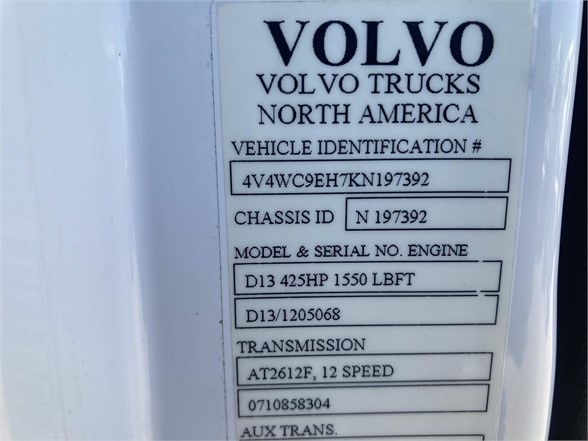 VOLVO
VOLVO TRUCKS
NORTH AMERICA
VEHICLE IDENTIFICATION #
4V4WC9EH7KN197392
CHASSIS ID N 197392
MODEL & SERIAL NO. ENGINE
D13 425HP 1550 LBFT
D13/1205068
TRANSMISSION
AT2612F, 12 SPEED
0710858304
AUX TRANS.